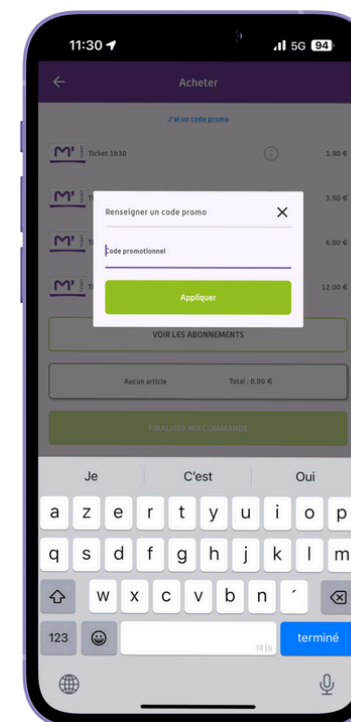 11:30
5G 94
Acheter
J'ai un code promo
M' Ticket 1h30 1.90 €
M' 3.50 €
M' 6.00 €
M' 12.00 €
Renseigner un code promo
Code promotionnel
Appliquer
VOIR LES ABONNEMENTS
Aucun article Total : 0.00 €
FINALISER MA COMMANDE
Je C'est Oui
a z e r t y u i o p
q s d f g h j k l m
w x c v b n ´
123 terminé
FR EN